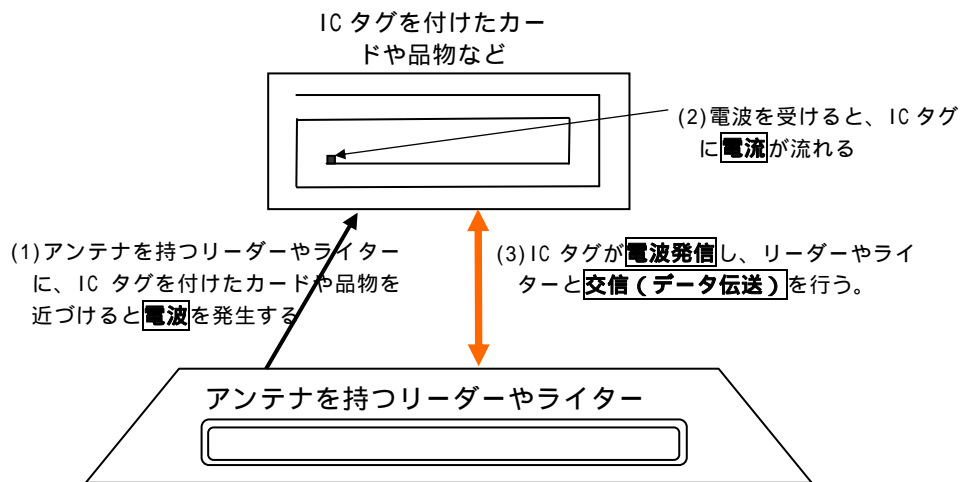 IC タグを付けたカー
ドや品物など
(2)電波を受けると、IC タグ
に電流が流れる
(1)アンテナを持つリーダーやライター
に、IC タグを付けたカードや品物を
近づけると電波を発生する
(3)IC タグが電波発信し、リーダーやライ
ターと交信（データ伝送）を行う。
アンテナを持つリーダーやライター